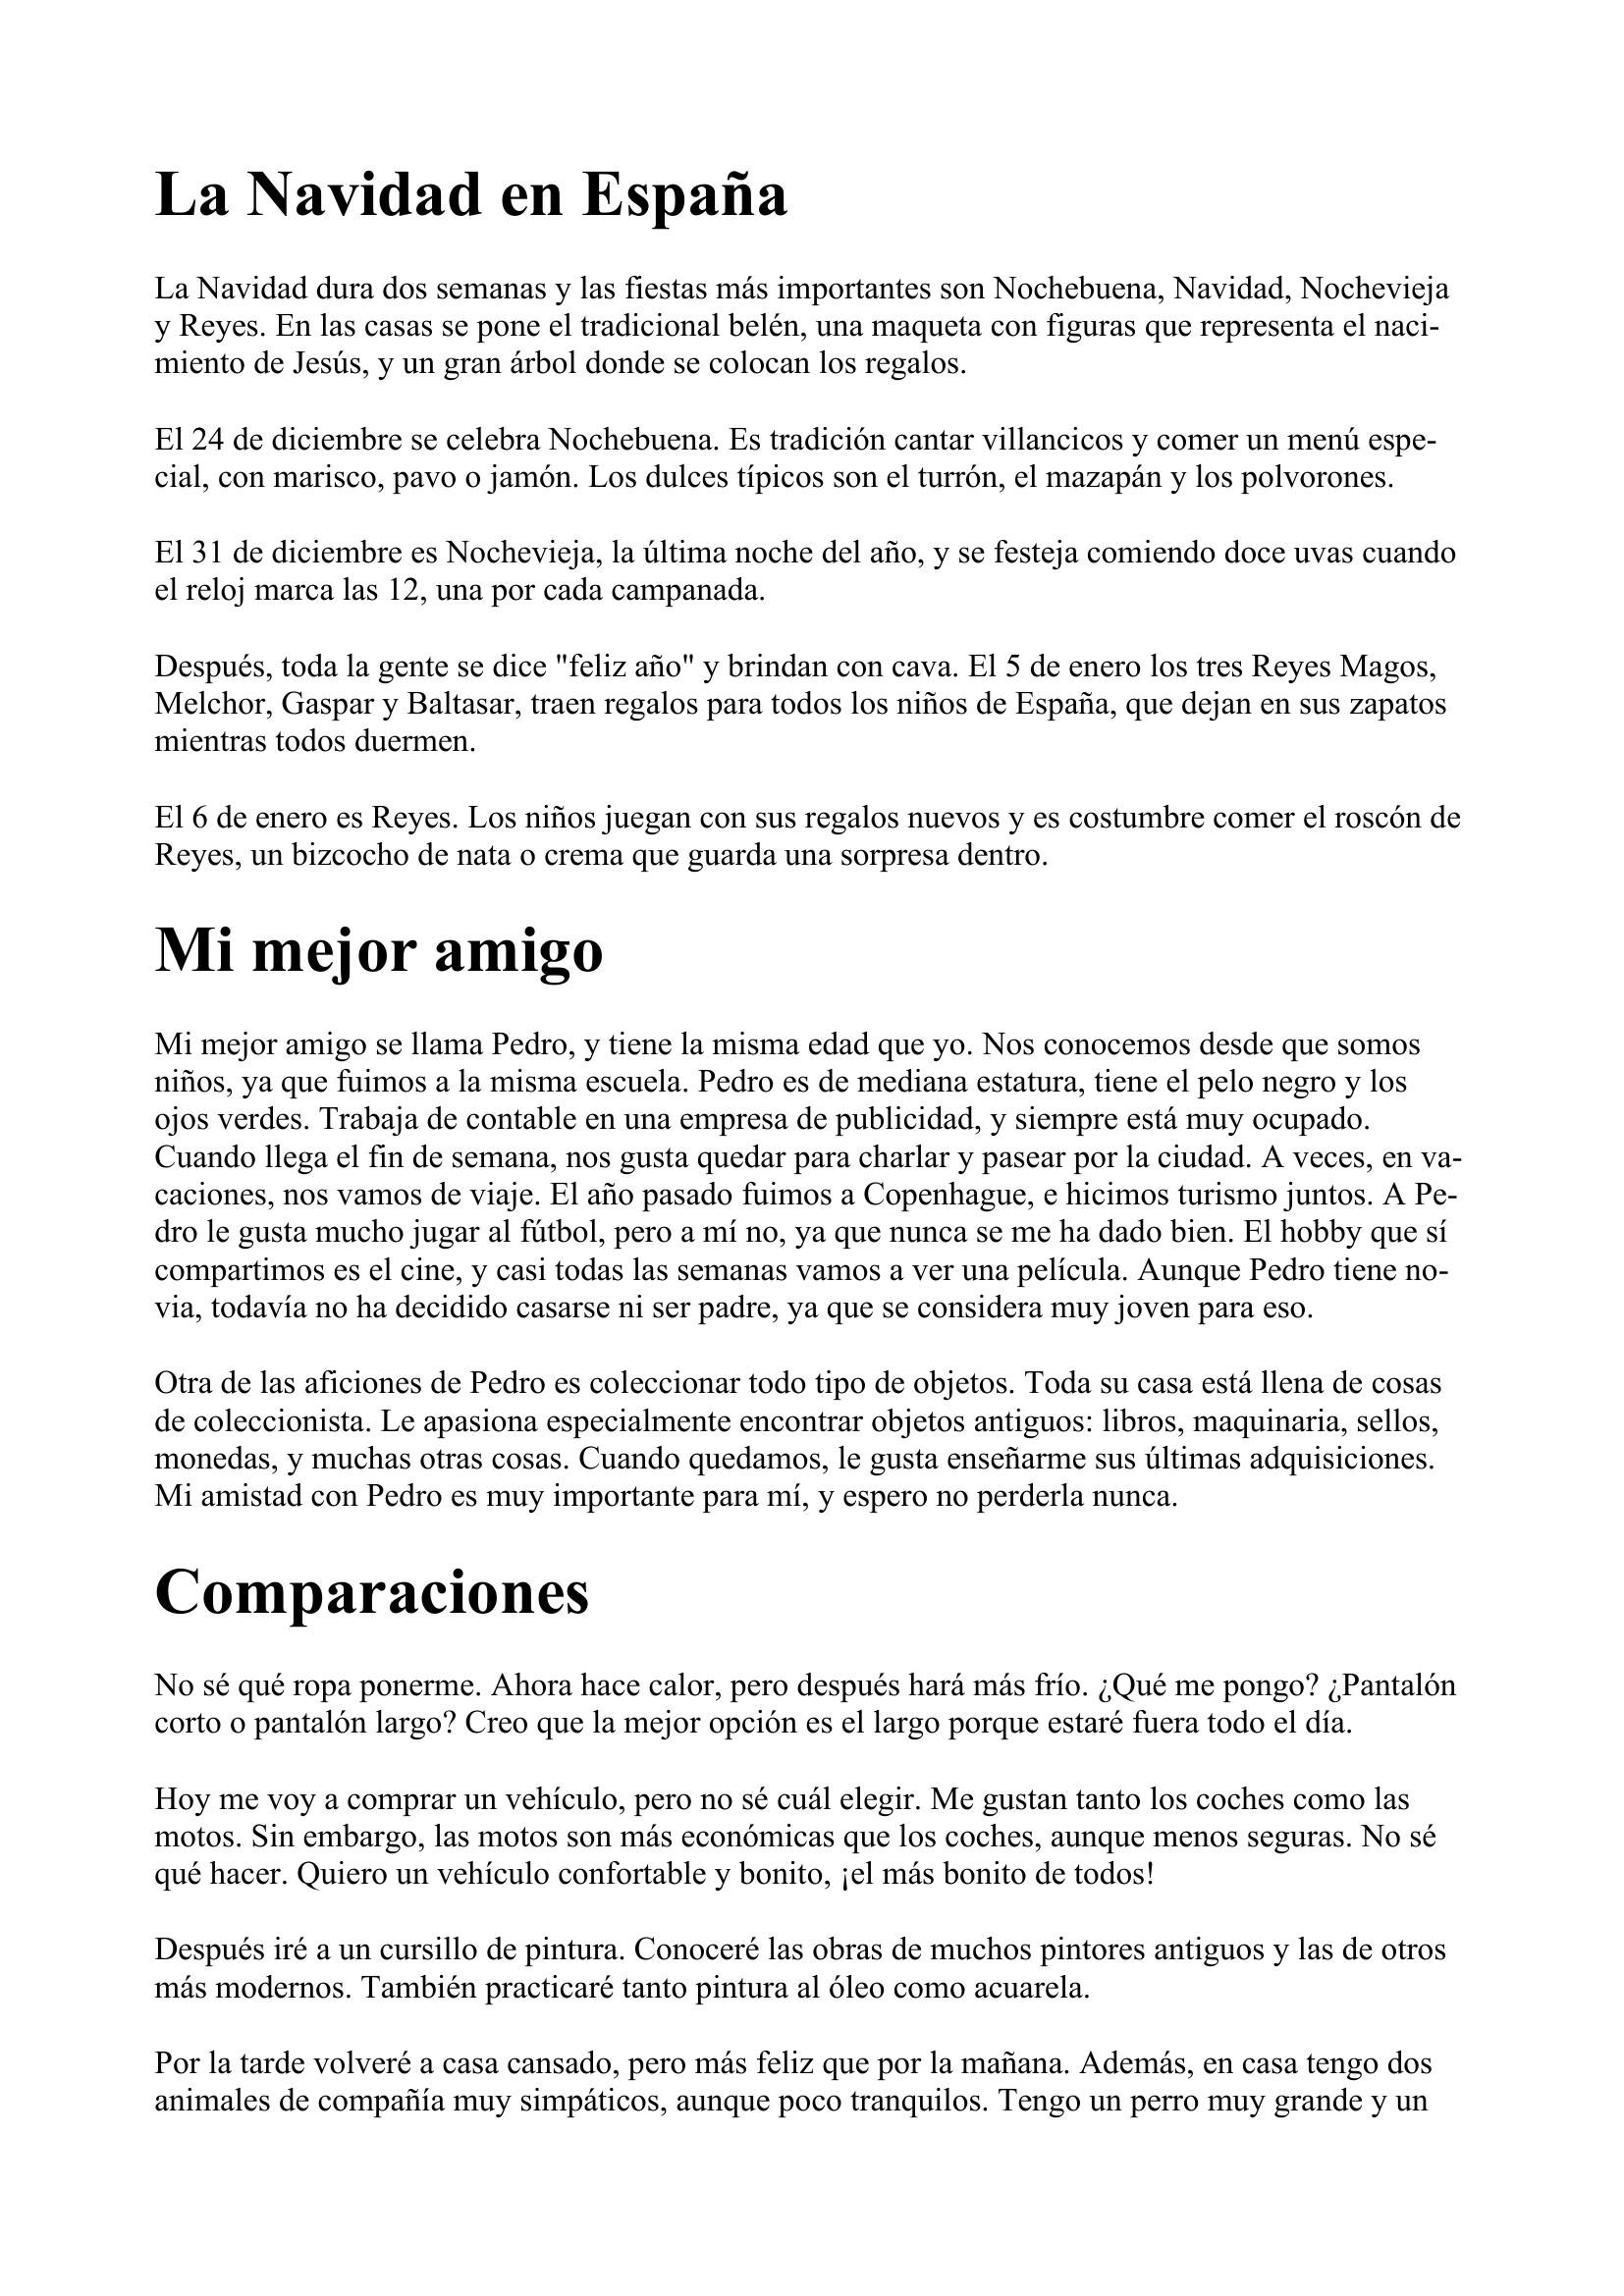 La Navidad en España
La Navidad dura dos semanas y las fiestas más importantes son Nochebuena, Navidad, Nochevieja
y Reyes. En las casas se pone el tradicional belén, una maqueta con figuras que representa el naci-
miento de Jesús, y un gran árbol donde se colocan los regalos.
El 24 de diciembre se celebra Nochebuena. Es tradición cantar villancicos y comer un menú espe-
cial, con marisco, pavo o jamón. Los dulces típicos son el turrón, el mazapán y los polvorones.
El 31 de diciembre es Nochevieja, la última noche del año, y se festeja comiendo doce uvas cuando
el reloj marca las 12, una por cada campanada.
Después, toda la gente se dice "feliz año" y brindan con cava. El 5 de enero los tres Reyes Magos,
Melchor, Gaspar y Baltasar, traen regalos para todos los niños de España, que dejan en sus zapatos
mientras todos duermen.
El 6 de enero es Reyes. Los niños juegan con sus regalos nuevos y es costumbre comer el roscón de
Reyes, un bizcocho de nata o crema que guarda una sorpresa dentro.
Mi mejor amigo
Mi mejor amigo se llama Pedro, y tiene la misma edad que yo. Nos conocemos desde que somos
niños, ya que fuimos a la misma escuela. Pedro es de mediana estatura, tiene el pelo negro y los
ojos verdes. Trabaja de contable en una empresa de publicidad, y siempre está muy ocupado.
Cuando llega el fin de semana, nos gusta quedar para charlar y pasear por la ciudad. A veces, en va-
caciones, nos vamos de viaje. El año pasado fuimos a Copenhague, e hicimos turismo juntos. A Pe-
dro le gusta mucho jugar al fútbol, pero a mí no, ya que nunca se me ha dado bien. El hobby que sí
compartimos es el cine, y casi todas las semanas vamos a ver una película. Aunque Pedro tiene no-
via, todavía no ha decidido casarse ni ser padre, ya que se considera muy joven para eso.
Otra de las aficiones de Pedro es coleccionar todo tipo de objetos. Toda su casa está llena de cosas
de coleccionista. Le apasiona especialmente encontrar objetos antiguos: libros, maquinaria, sellos,
monedas, y muchas otras cosas. Cuando quedamos, le gusta enseñarme sus últimas adquisiciones.
Mi amistad con Pedro es muy importante para mí, y espero no perderla nunca.
Comparaciones
No sé qué ropa ponerme. Ahora hace calor, pero después hará más frío. ¿Qué me pongo? ¿Pantalón
corto o pantalón largo? Creo que la mejor opción es el largo porque estaré fuera todo el día.
Hoy me voy a comprar un vehículo, pero no sé cuál elegir. Me gustan tanto los coches como las
motos. Sin embargo, las motos son más económicas que los coches, aunque menos seguras. No sé
qué hacer. Quiero un vehículo confortable y bonito, ¡el más bonito de todos!
Después iré a un cursillo de pintura. Conoceré las obras de muchos pintores antiguos y las de otros
más modernos. También practicaré tanto pintura al óleo como acuarela.
Por la tarde volveré a casa cansado, pero más feliz que por la mañana. Además, en casa tengo dos
animales de compañía muy simpáticos, aunque poco tranquilos. Tengo un perro muy grande y un